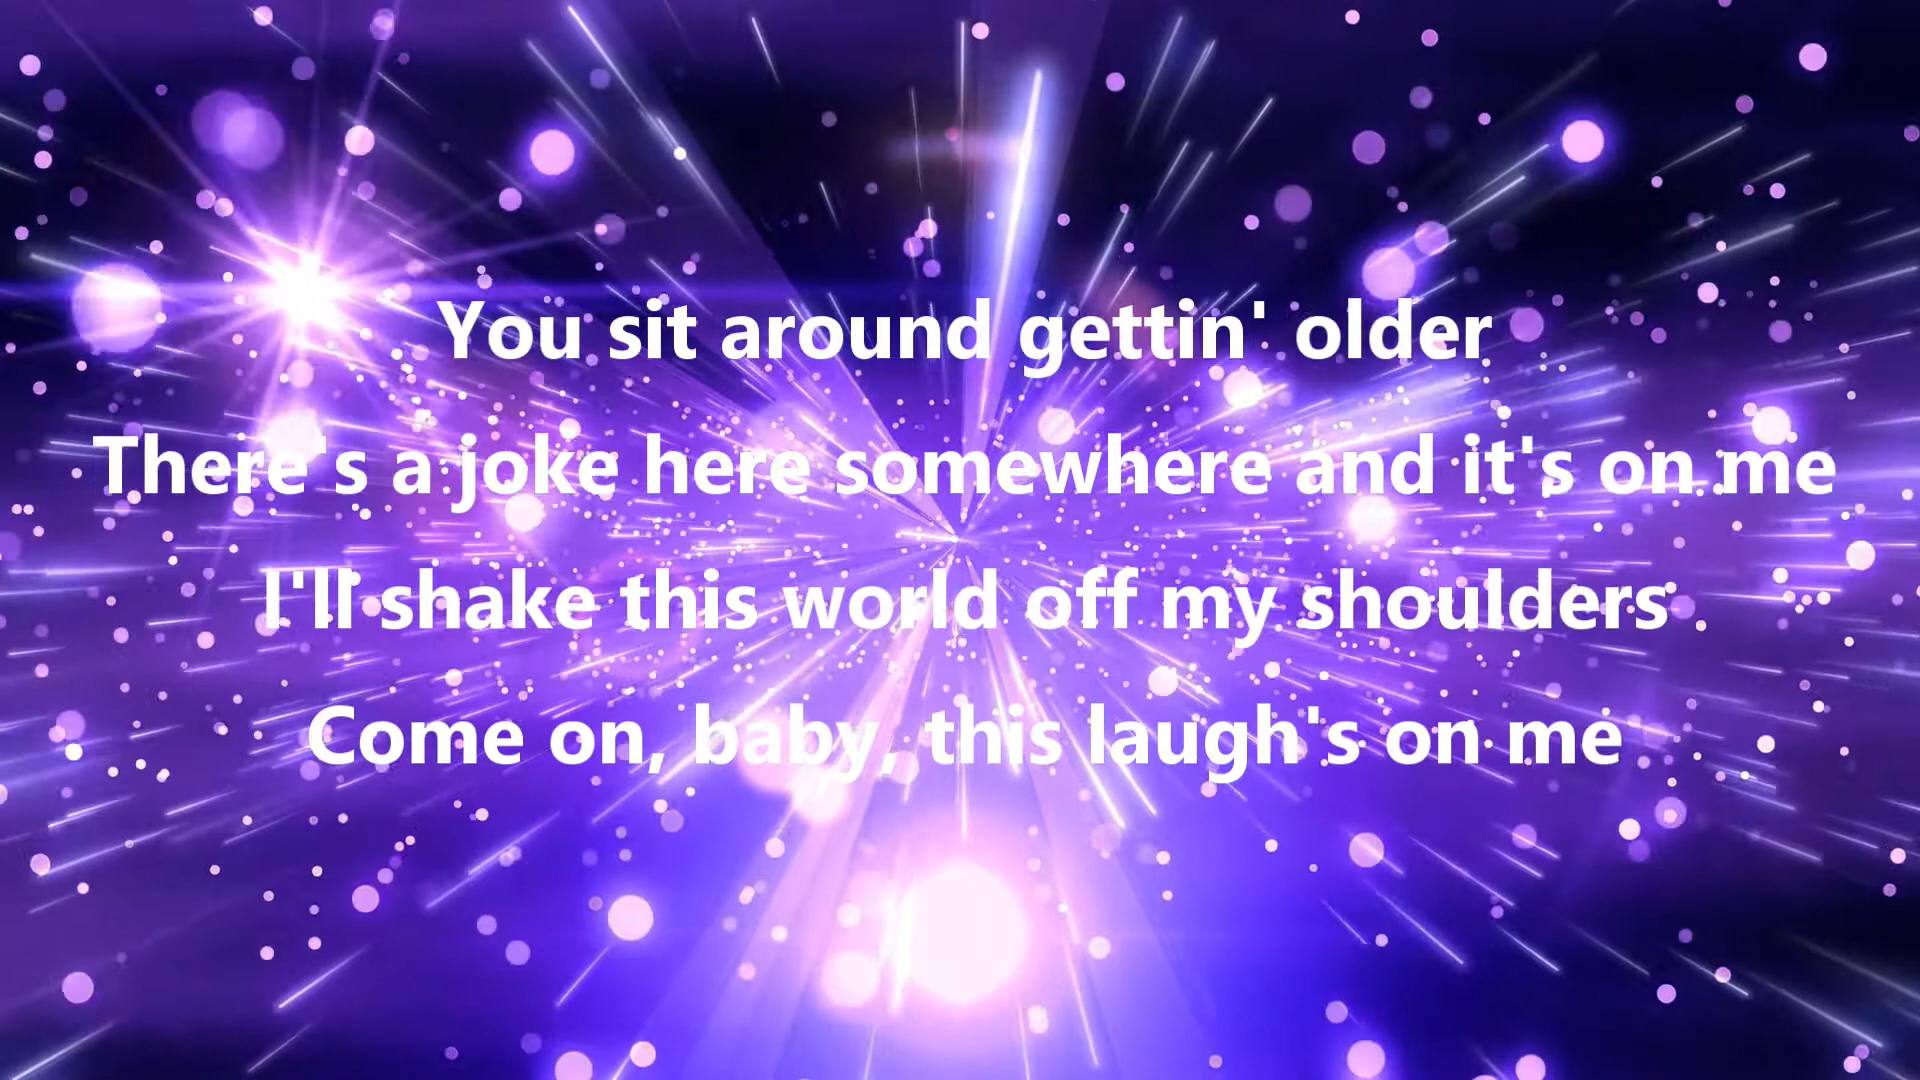 You sit around gettin' older
There's a joke here somewhere and it's on me
I'll shake this world off my shoulders
Come on, baby, this laugh's on me